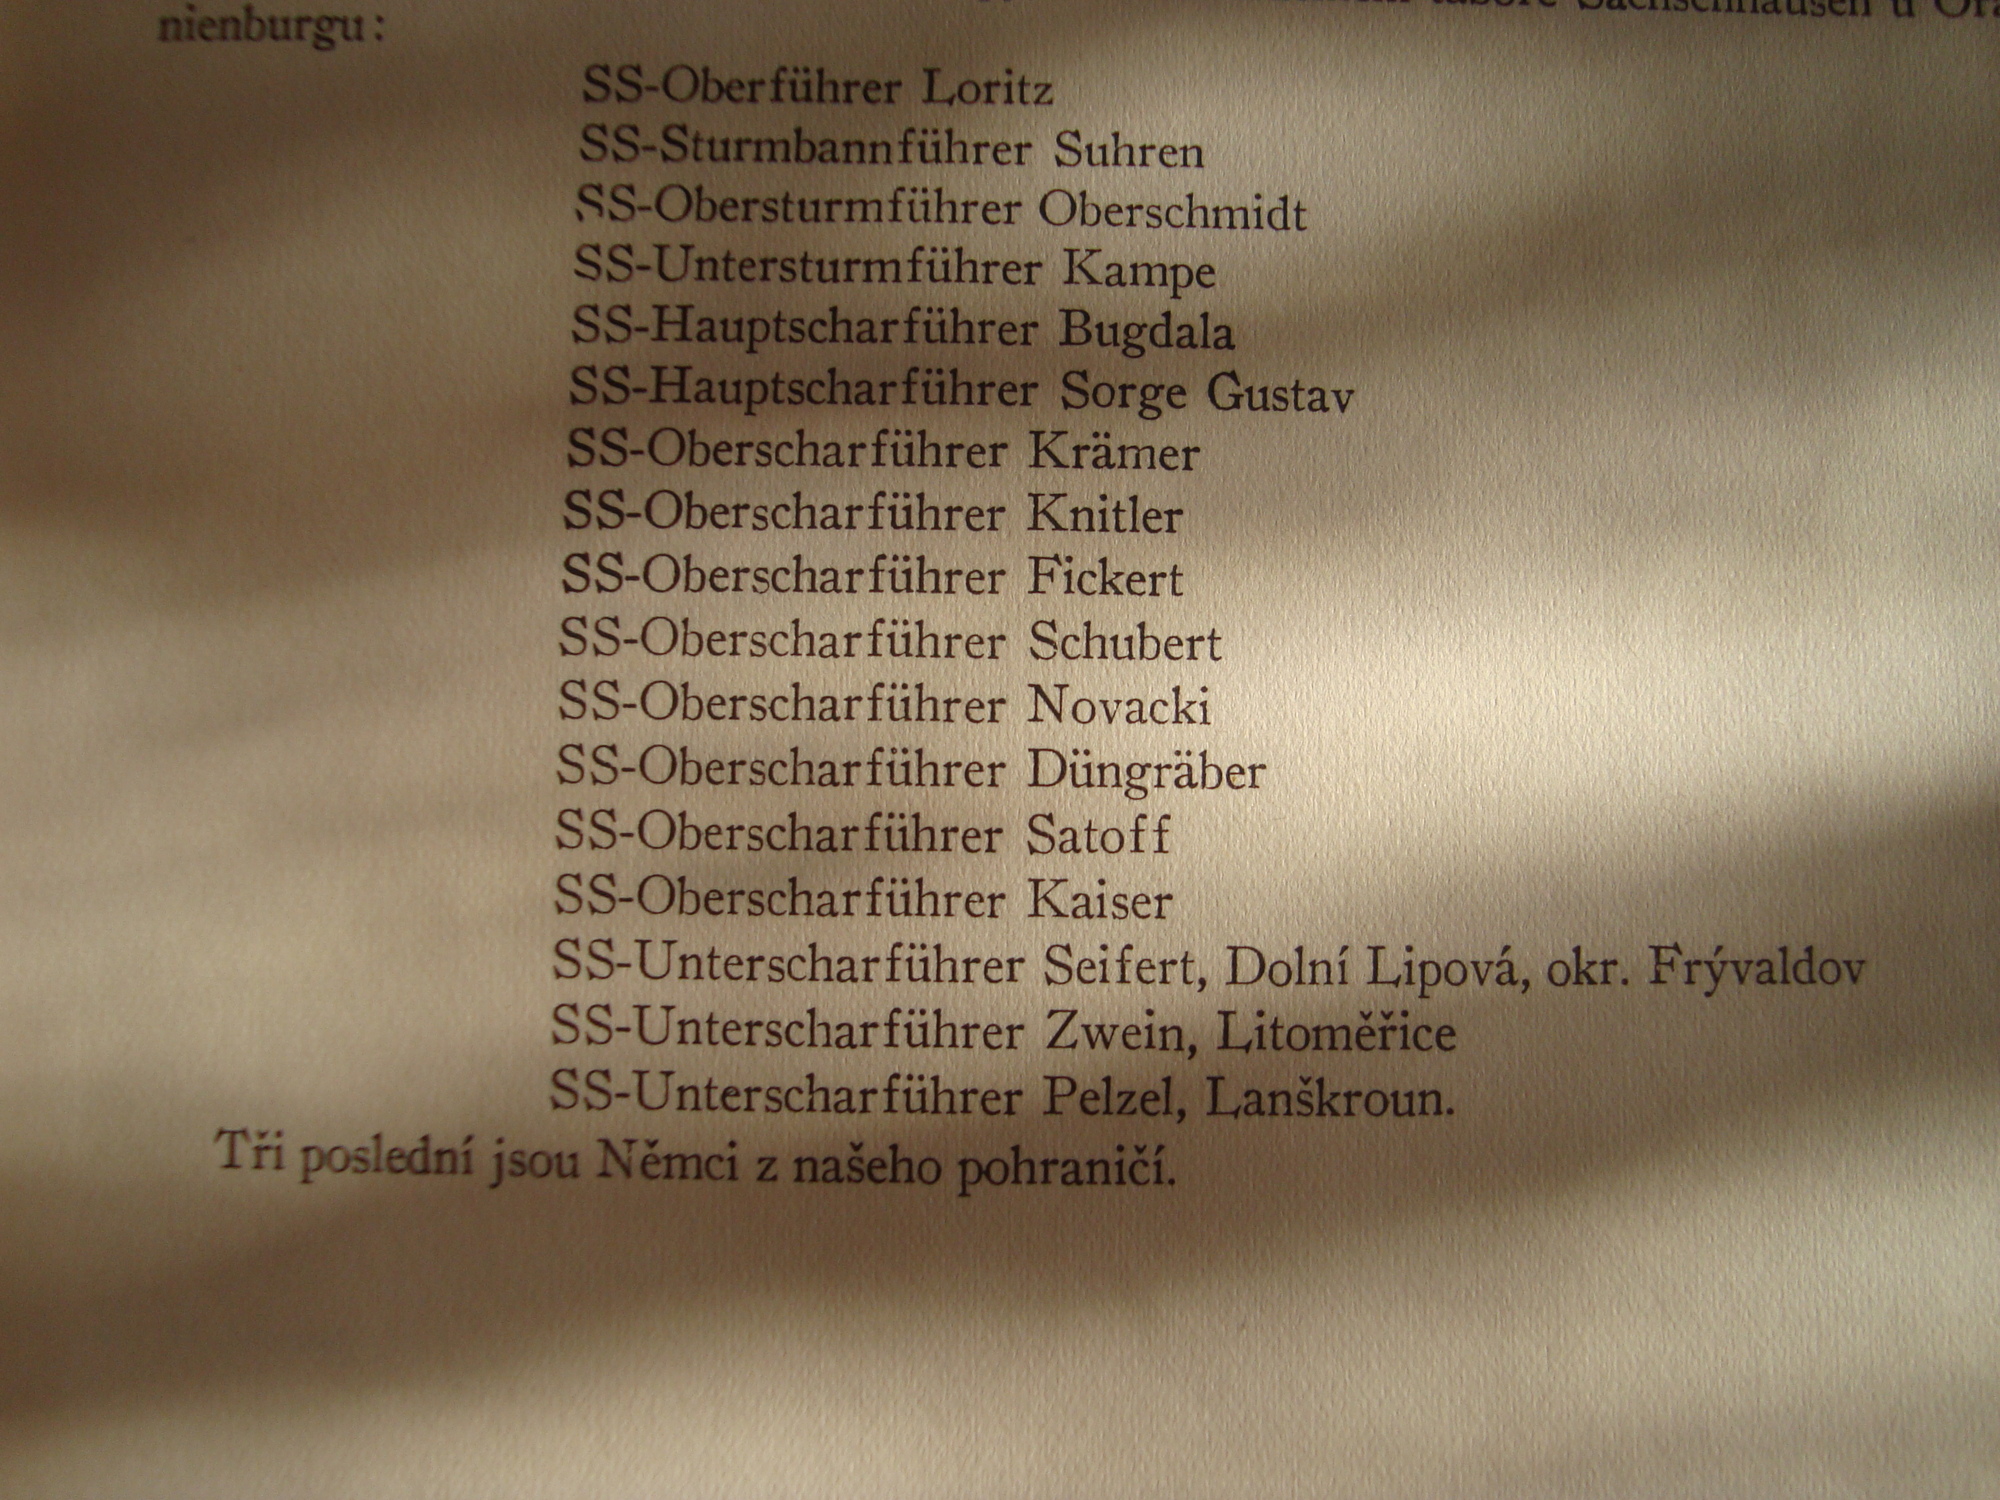 táboře Sachsenhausen u Ora
nienburgu:
SS-Oberführer Loritz
SS-Sturmbannführer Suhren
SS-Obersturmführer Oberschmidt
SS-Untersturmführer Kampe
SS-Hauptscharführer Bugdala
SS-Hauptscharführer Sorge Gustav
SS-Oberscharführer Krämer
SS-Oberscharführer Knitler
SS-Oberscharführer Fickert
SS-Oberscharführer Schubert
SS-Oberscharführer Novacki
SS-Oberscharführer Düngräber
SS-Oberscharführer Satoff
SS-Oberscharführer Kaiser
SS-Unterscharführer Seifert, Dolní Lipová, okr. Frývaldov
SS-Unterscharführer Zwein, Litoměřice
SS-Unterscharführer Pelzel, Lanškroun.
Tři poslední jsou Němci z našeho pohraničí.